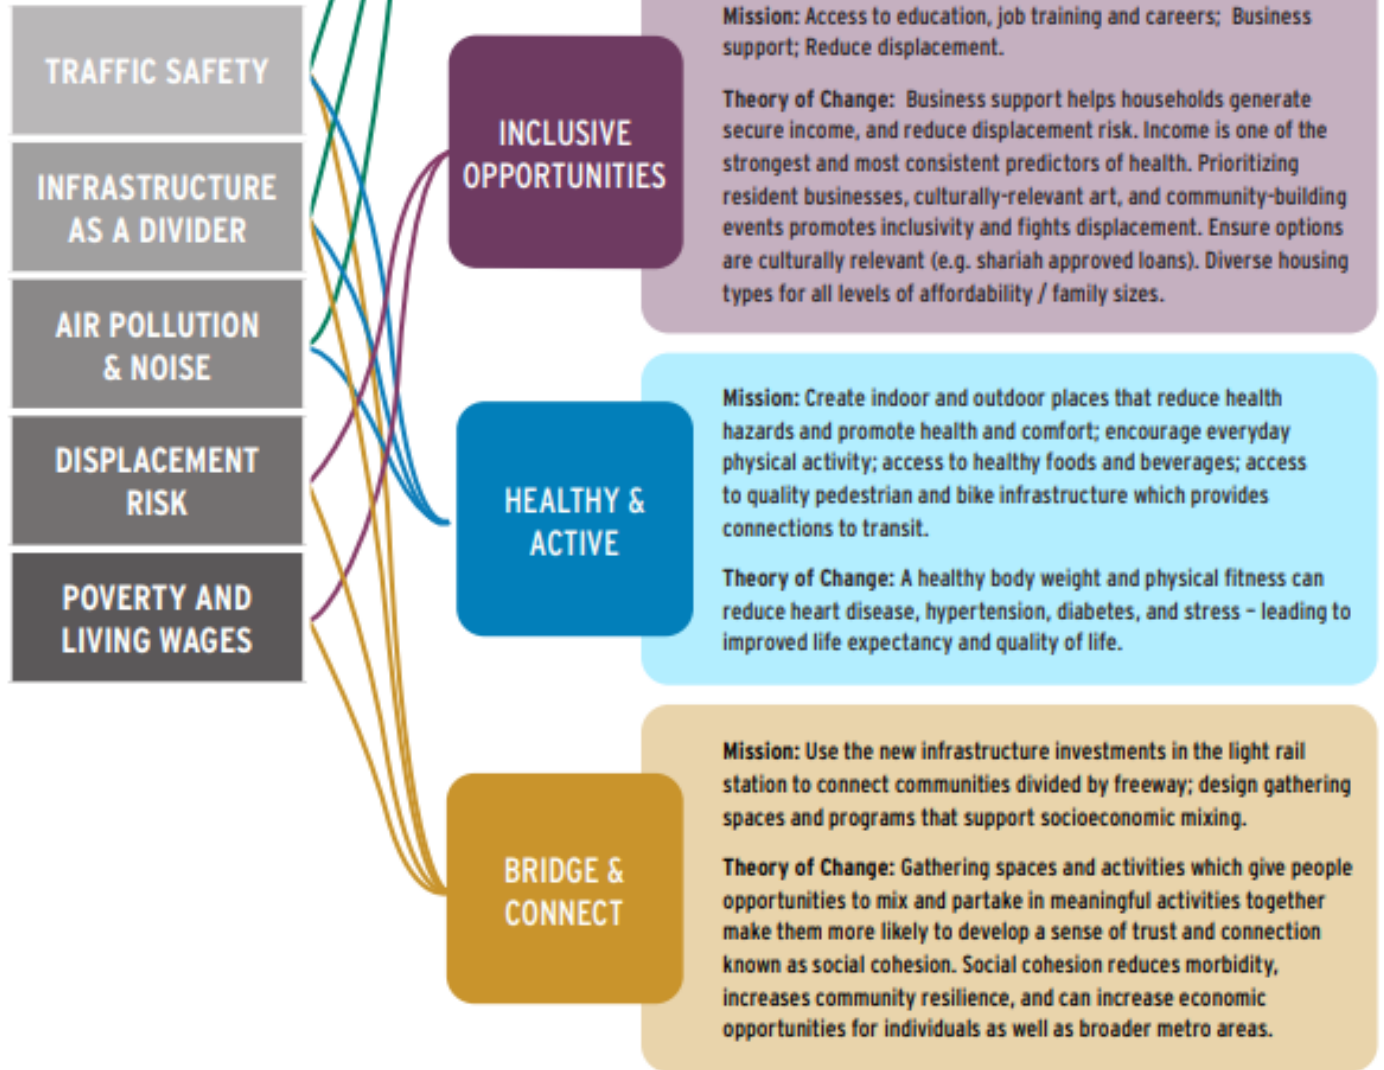 TRAFFIC SAFETY
INFRASTRUCTURE
AS A DIVIDER
AIR POLLUTION
& NOISE
DISPLACEMENT
RISK
POVERTY AND
LIVING WAGES
INCLUSIVE
OPPORTUNITIES
Mission: Access to education, job training and careers;  Business
support; Reduce displacement.
Theory of Change:  Business support helps households generate
secure income, and reduce displacement risk. Income is one of the
strongest and most consistent predictors of health. Prioritizing
resident businesses, culturally-relevant art, and community-building
events promotes inclusivity and fights displacement. Ensure options
are culturally relevant (e.g. shariah approved loans). Diverse housing
types for all levels of affordability / family sizes.
HEALTHY &
ACTIVE
Mission: Create indoor and outdoor places that reduce health
hazards and promote health and comfort; encourage everyday
physical activity; access to healthy foods and beverages; access
to quality pedestrian and bike infrastructure which provides
connections to transit.
Theory of Change: A healthy body weight and physical fitness can
reduce heart disease, hypertension, diabetes, and stress – leading to
improved life expectancy and quality of life.
BRIDGE &
CONNECT
Mission: Use the new infrastructure investments in the light rail
station to connect communities divided by freeway; design gathering
spaces and programs that support socioeconomic mixing.
Theory of Change: Gathering spaces and activities which give people
opportunities to mix and partake in meaningful activities together
make them more likely to develop a sense of trust and connection
known as social cohesion. Social cohesion reduces morbidity,
increases community resilience, and can increase economic
opportunities for individuals as well as broader metro areas.